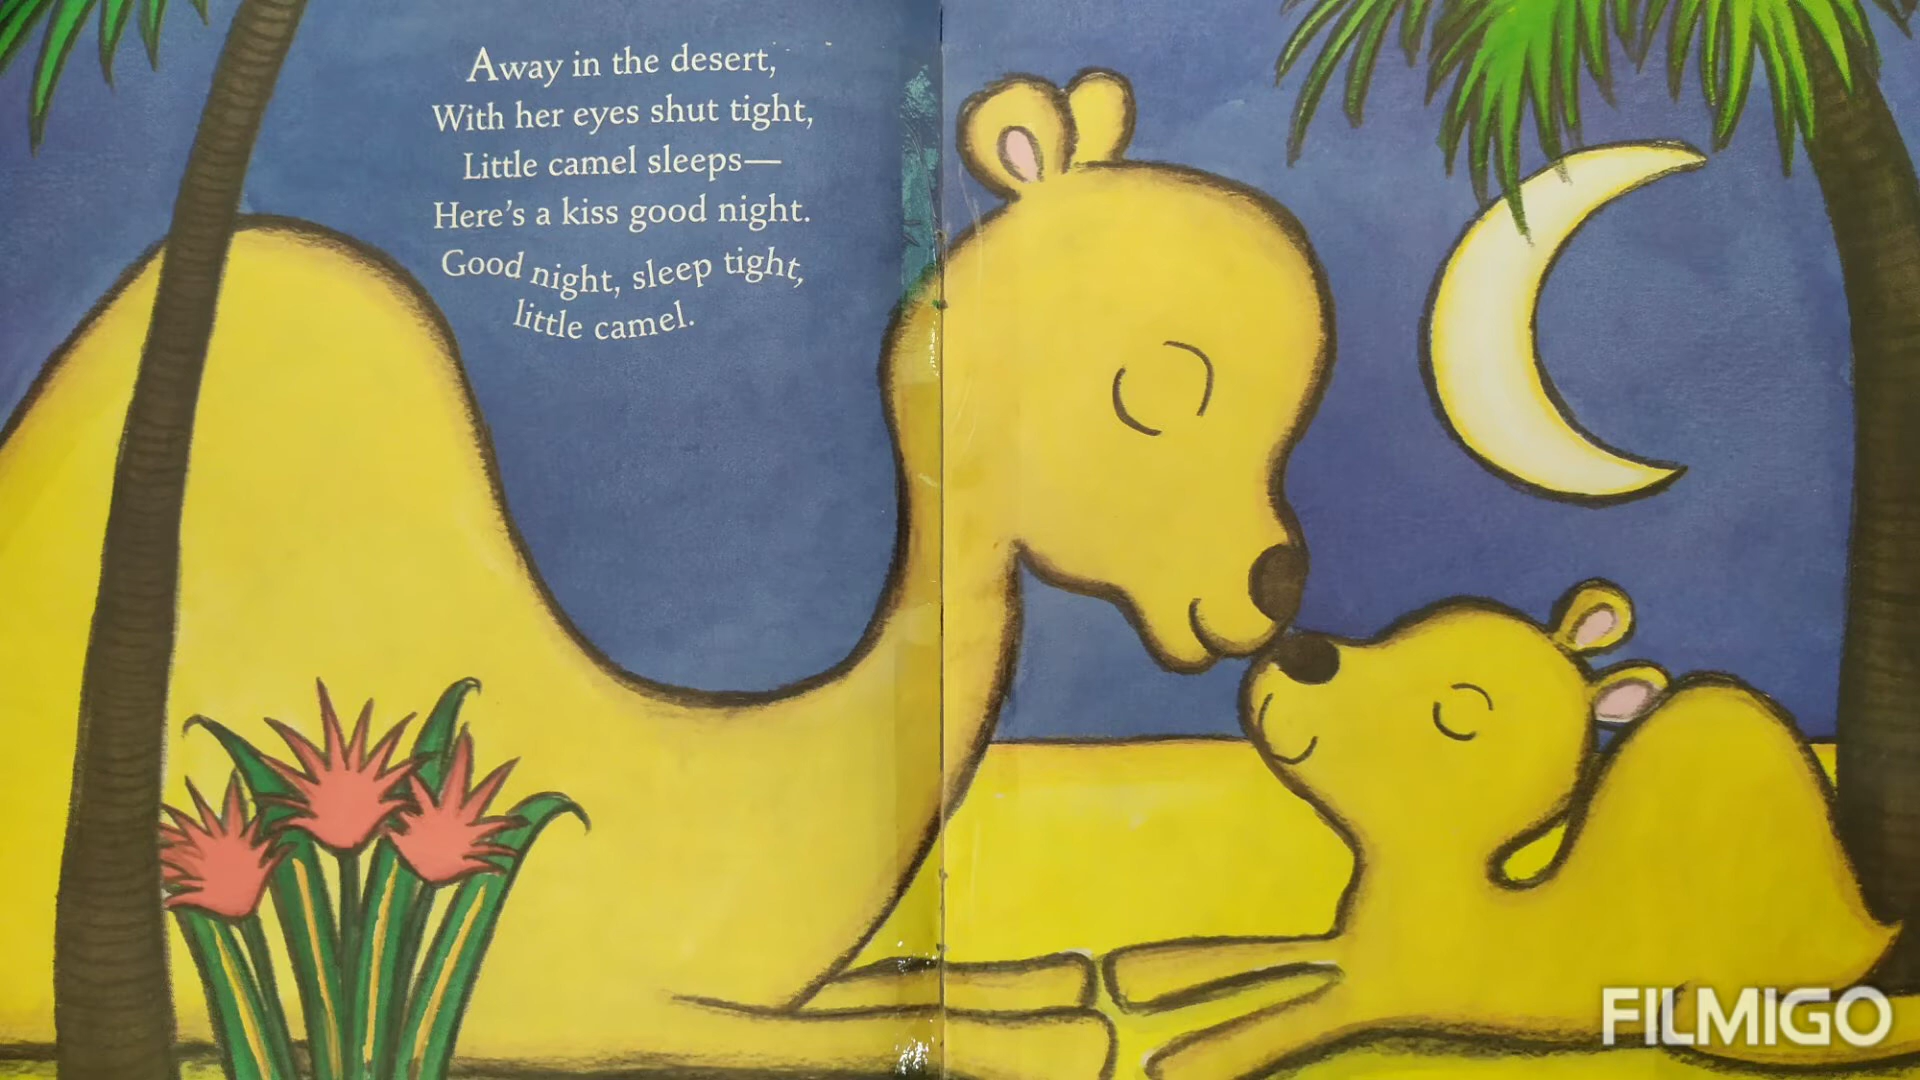 Away in the desert,
With her eyes shut tight,
Little camel sleeps—
Here's a kiss good night.
Good night, sleep tight,
little camel.
FILMIGO